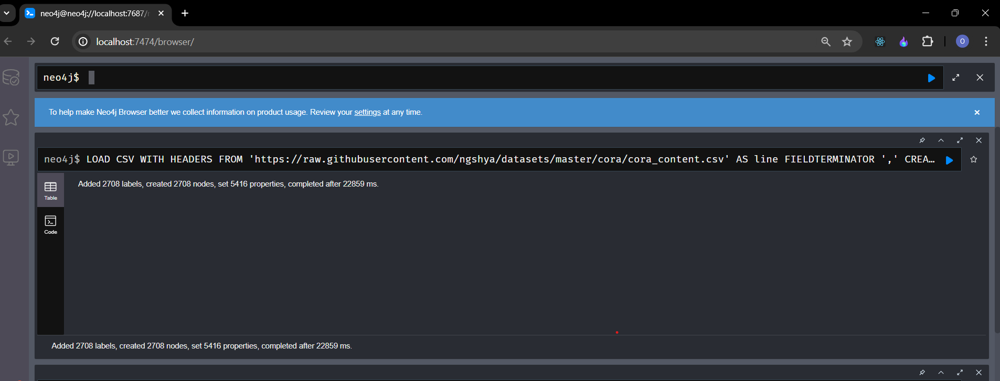 neo4j@neo4j://localhost:7687/
localhost:7474/browser/
O
neo4j$
To help make Neo4j Browser better we collect information on product usage. Review your settings at any time.
neo4j$ LOAD CSV WITH HEADERS FROM 'https://raw.githubusercontent.com/ngshya/datasets/master/cora/cora_content.csv' AS line FIELDTERMINATOR ',' CREA…
Table
Added 2708 labels, created 2708 nodes, set 5416 properties, completed after 22859 ms.
Code
Added 2708 labels, created 2708 nodes, set 5416 properties, completed after 22859 ms.